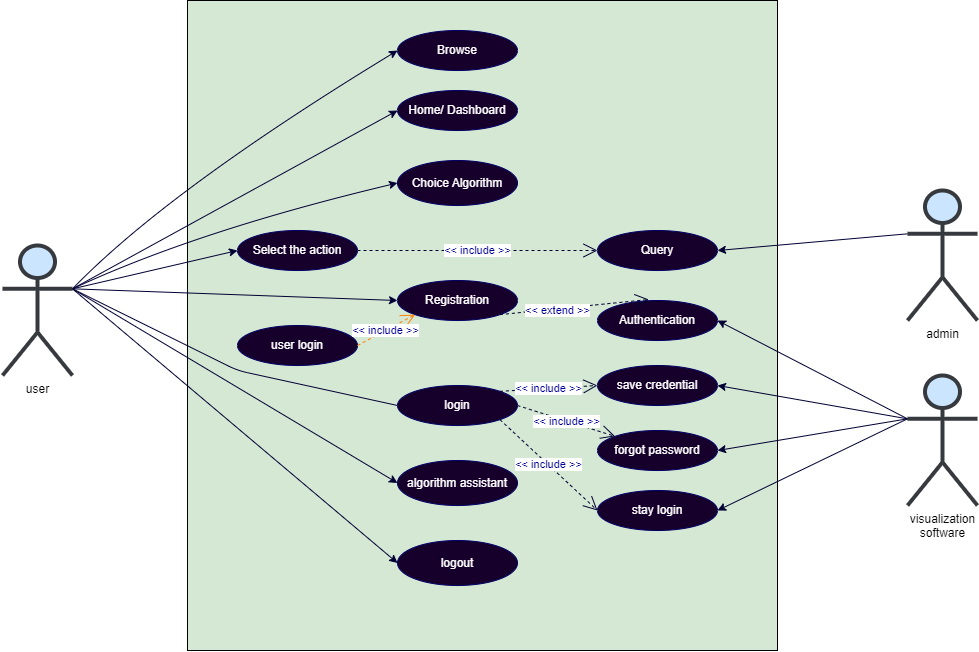 Browse
Home/ Dashboard
Choice Algorithm
Select the action
<< include >>
Query
Registration
<< extend >>
Authentication
user login
<< include >>
login
<< include >>
save credential
<< include >>
forgot password
<< include >>
algorithm assistant
stay login
logout
user
admin
visualization
software